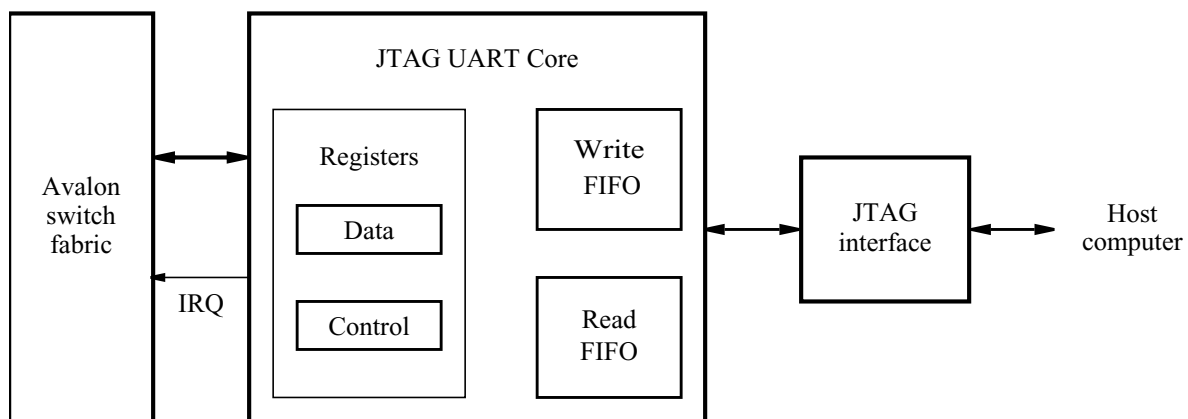 JTAG UART Core
Avalon
switch
fabric
IRQ
Registers
Data
Control
Write
FIFO
Read
FIFO
JTAG
interface
Host
computer